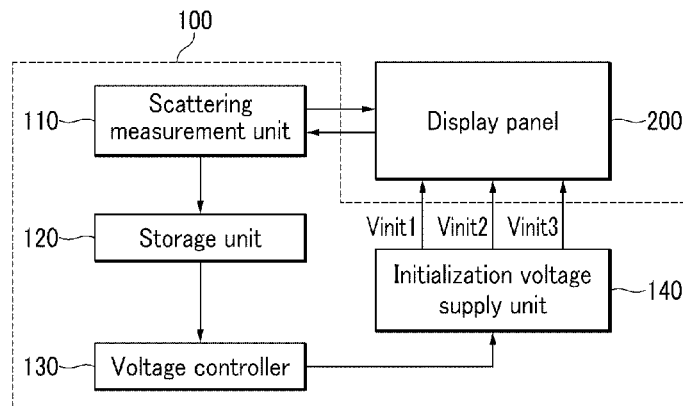 100
110
Scattering
measurement unit
Display panel
200
120
Storage unit
Vinit1
Vinit2
Vinit3
Initialization voltage
supply unit
140
130
Voltage controller